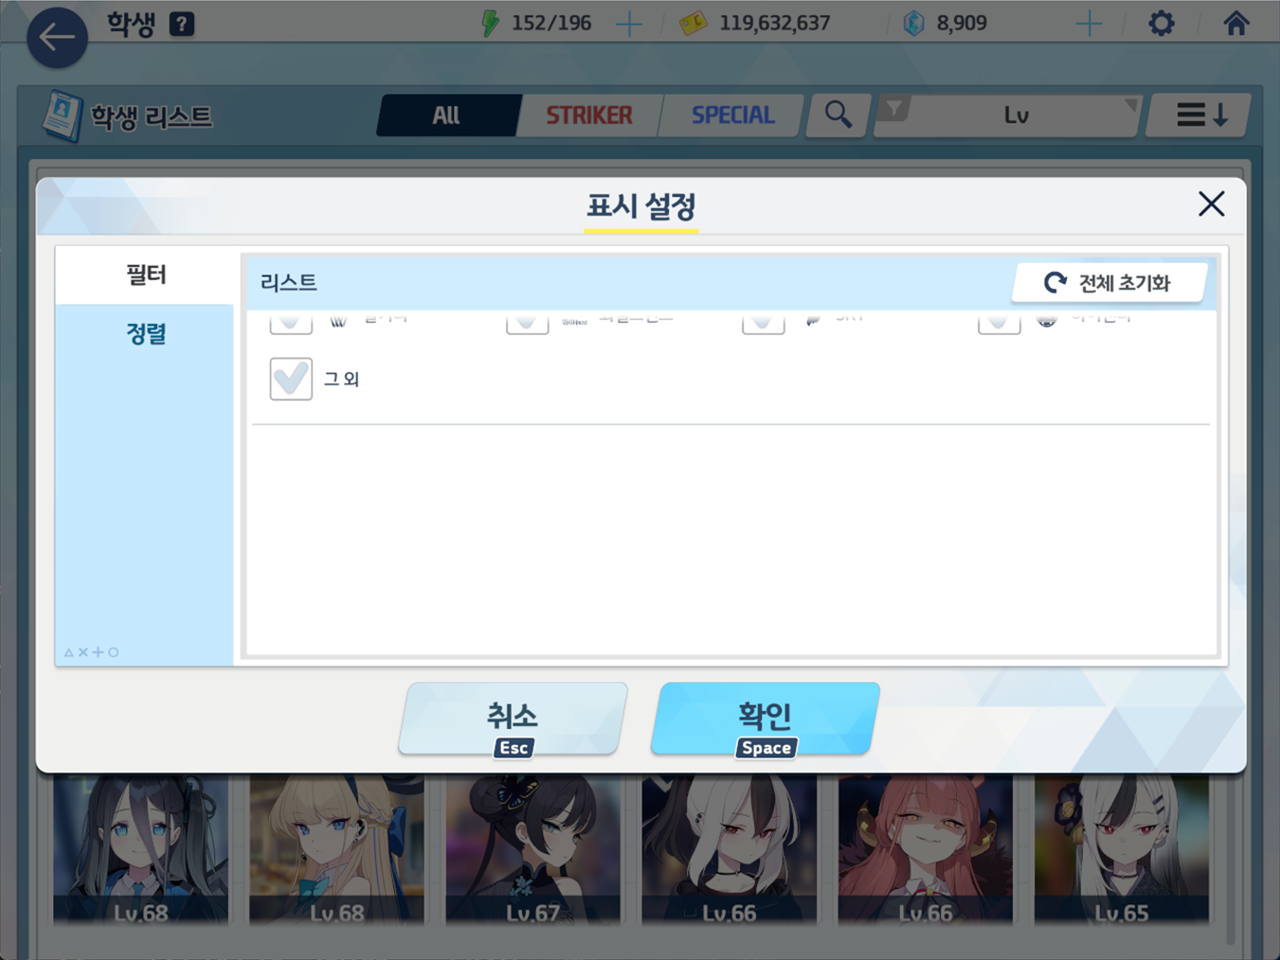 학생 ?
152/196
119,632,637
8,909
학생 리스트
All
STRIKER
SPECIAL
Lv
표시 설정
필터
정렬
리스트
전체 초기화
그 외
취소
Esc
확인
Space
Lv.68
Lv.68
Lv.67
Lv.66
Lv.66
Lv.65